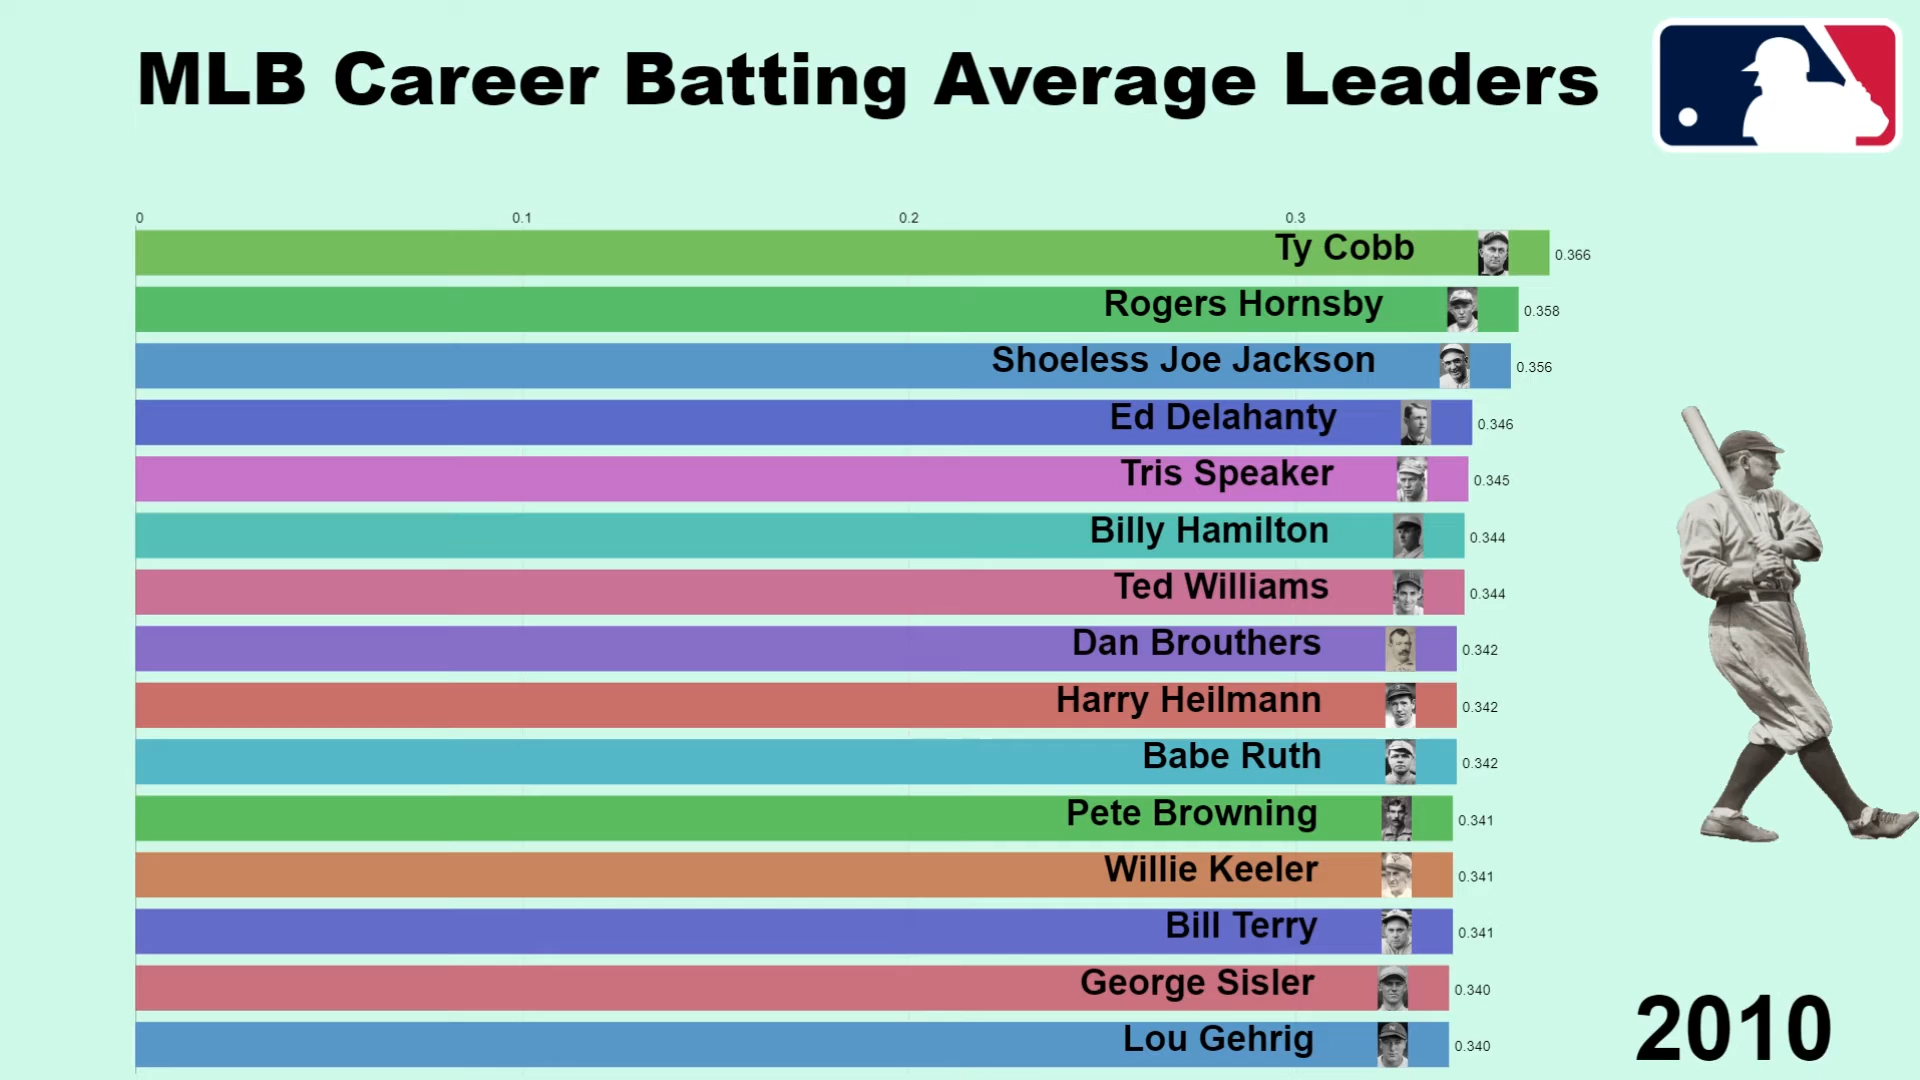 MLB Career Batting Average Leaders
0 0.1 0.2 0.3
Ty Cobb 0.366
Rogers Hornsby 0.358
Shoeless Joe Jackson 0.356
Ed Delahanty 0.346
Tris Speaker 0.345
Billy Hamilton 0.344
Ted Williams 0.344
Dan Brouthers 0.342
Harry Heilmann 0.342
Babe Ruth 0.342
Pete Browning 0.341
Willie Keeler 0.341
Bill Terry 0.341
George Sisler 0.340
Lou Gehrig 0.340
2010